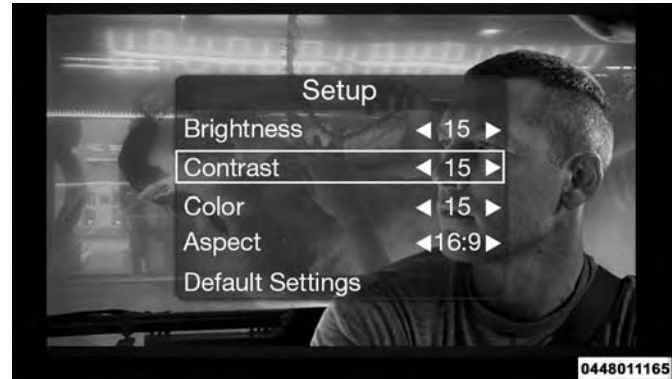 Setup
Brightness ◀ 15 ▶
Contrast ◀ 15 ▶
Color ◀ 15 ▶
Aspect ◀16:9▶
Default Settings
0448011165